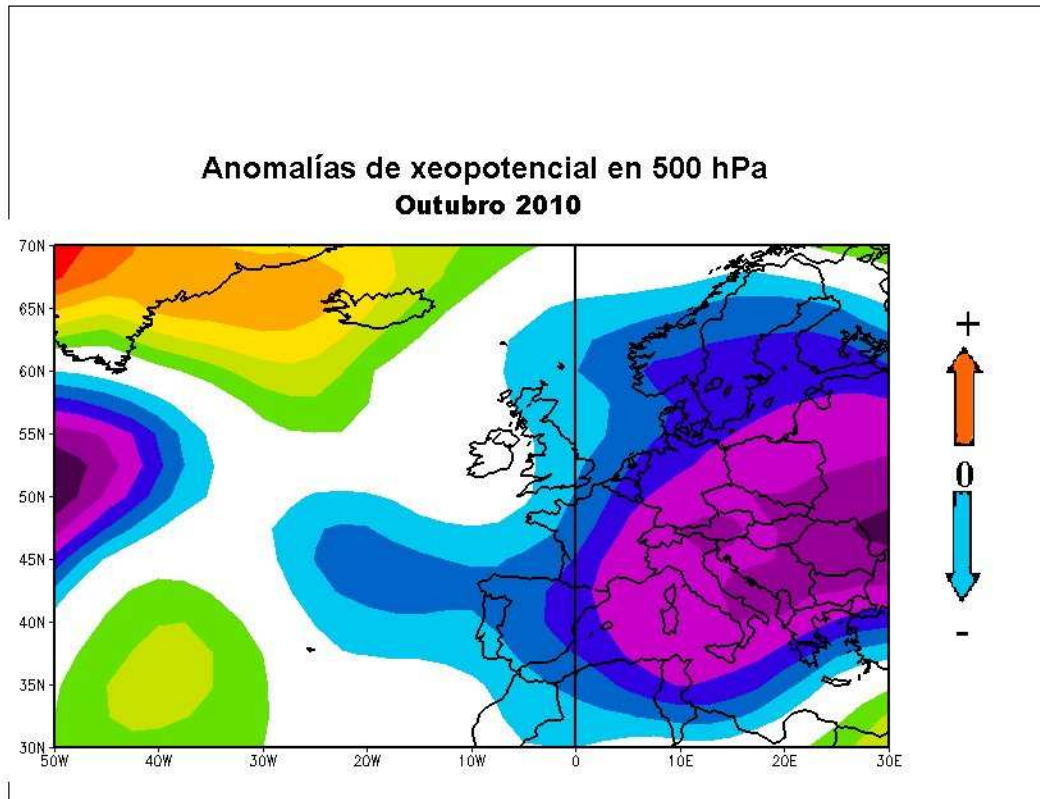 Anomalías de xeopotencial en 500 hPa
Outubro 2010
70N
65N
60N
55N
50N
45N
40N
35N
30N
50W 40W 30W 20W 10W 0 10E 20E 30E
+
0
-